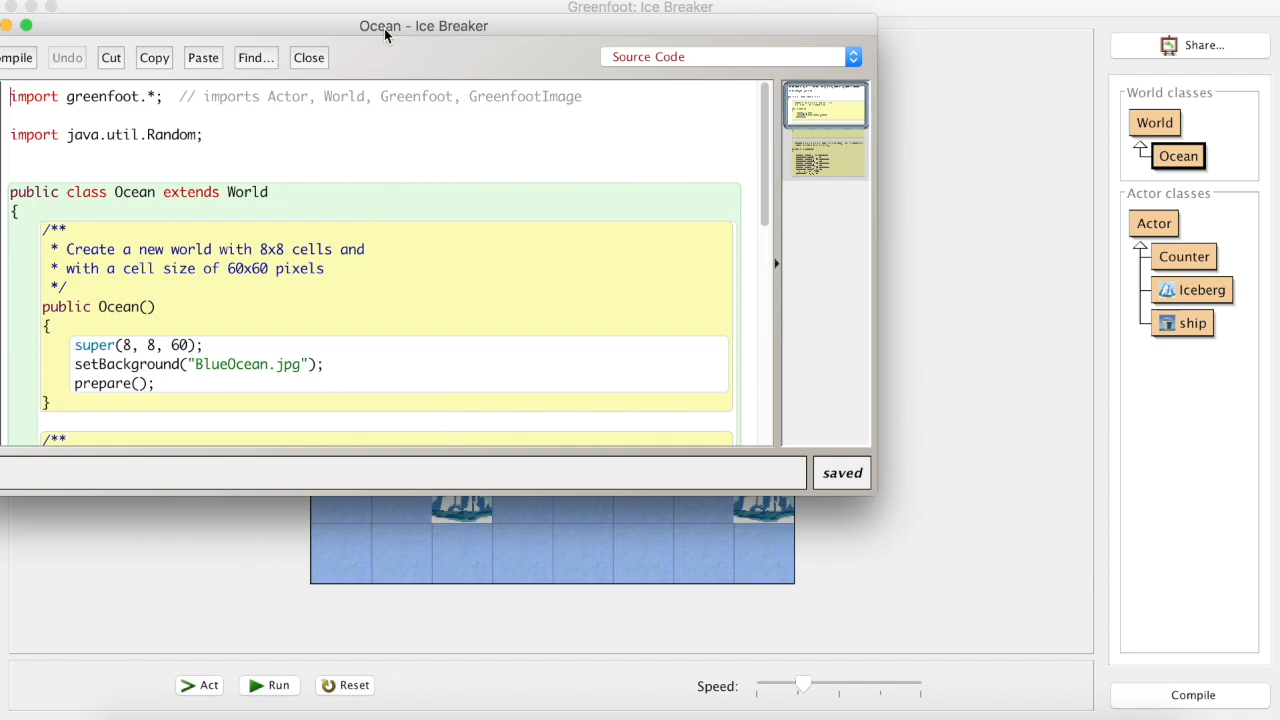 Greenfoot: Ice Breaker
Ocean - Ice Breaker
Share...
ompile Undo Cut Copy Paste Find... Close Source Code
import greenfoot.*;  // imports Actor, World, Greenfoot, GreenfootImage
import java.util.Random;
public class Ocean extends World
{
/**
* Create a new world with 8x8 cells and
* with a cell size of 60x60 pixels
*/
public Ocean()
{
super(8, 8, 60);
setBackground("BlueOcean.jpg");
prepare();
}
/**
saved
World classes
World
Ocean
Actor classes
Actor
Counter
Iceberg
ship
Act Run Reset Speed:
Compile